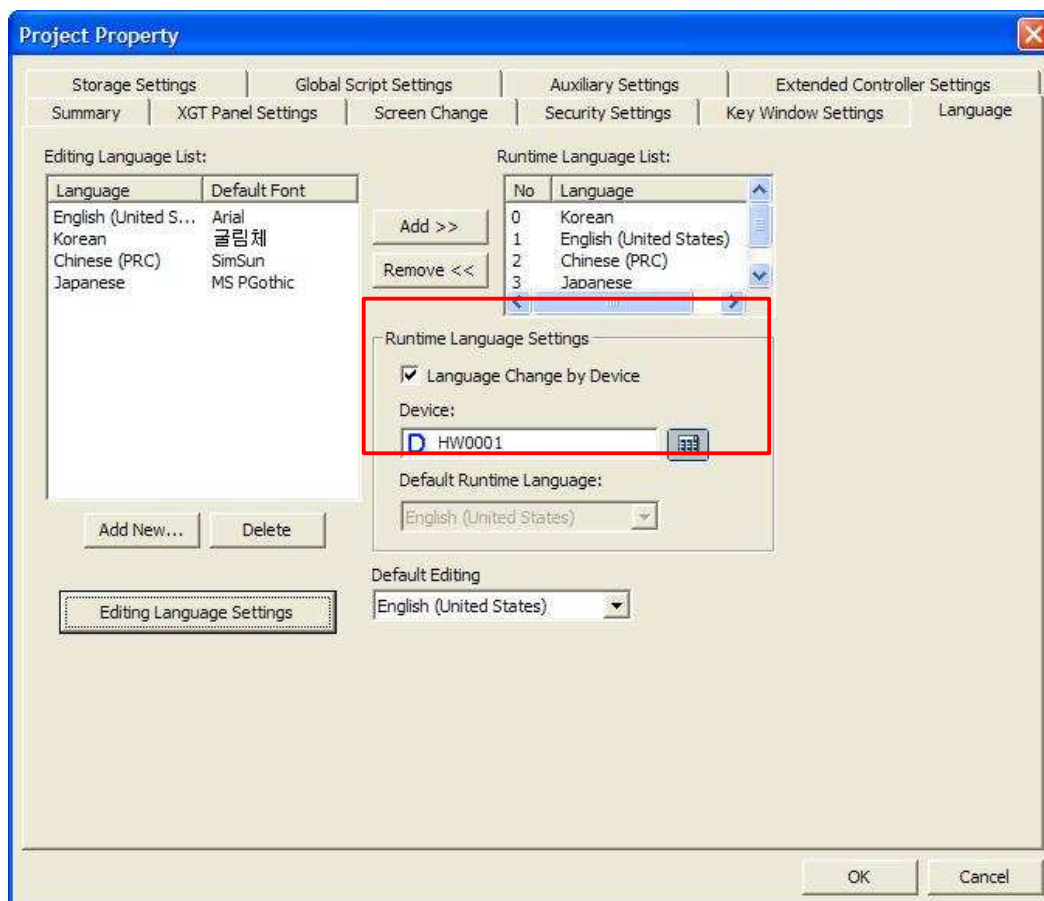 Project Property
Storage Settings Global Script Settings Auxiliary Settings Extended Controller Settings
Summary XGT Panel Settings Screen Change Security Settings Key Window Settings Language
Editing Language List:
Language Default Font
English (United S... Arial
Korean 굴림체
Chinese (PRC) SimSun
Japanese MS PGothic
Add New... Delete
Editing Language Settings
Add >>
Remove <<
Runtime Language List:
No Language
0 Korean
1 English (United States)
2 Chinese (PRC)
3 Japanese
Runtime Language Settings
Language Change by Device
Device:
D HW0001
Default Runtime Language:
English (United States)
Default Editing
English (United States)
OK Cancel